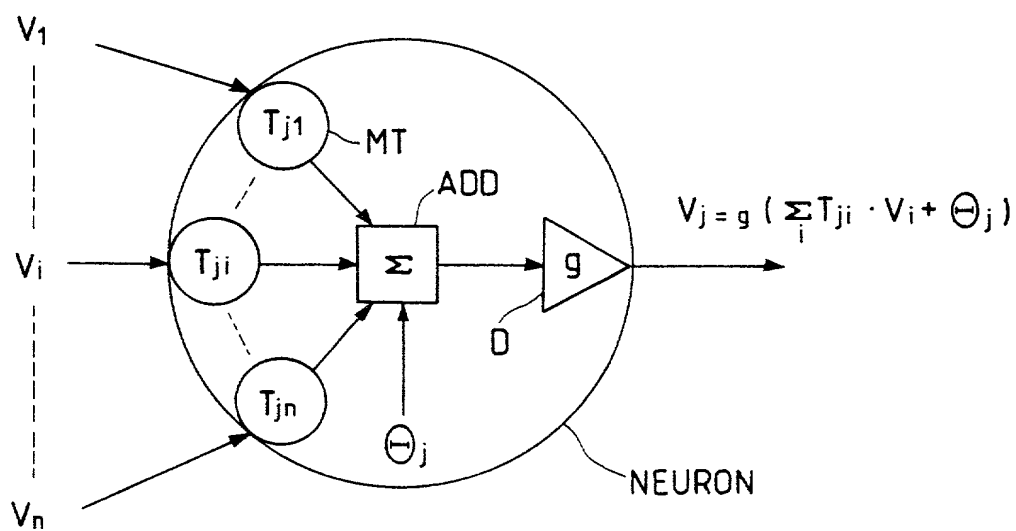 V1
Tj1
MT
ADD
Vj = g ( Σ Tji · Vi + Θj )
i
Vi
Tji
Σ
g
D
Tjn
Θj
NEURON
Vn